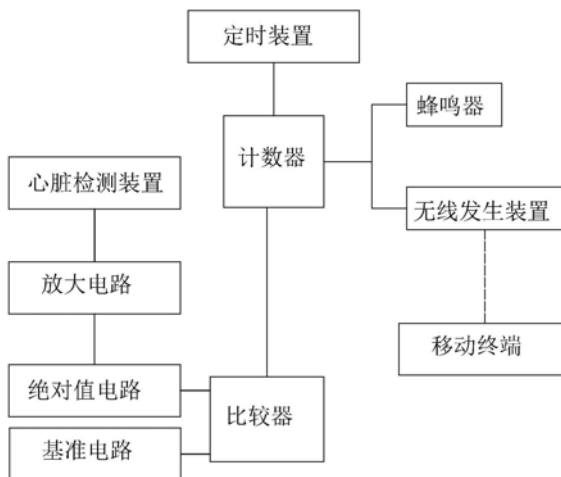 定时装置
蜂鸣器
计数器
心脏检测装置
无线发生装置
放大电路
移动终端
绝对值电路
比较器
基准电路